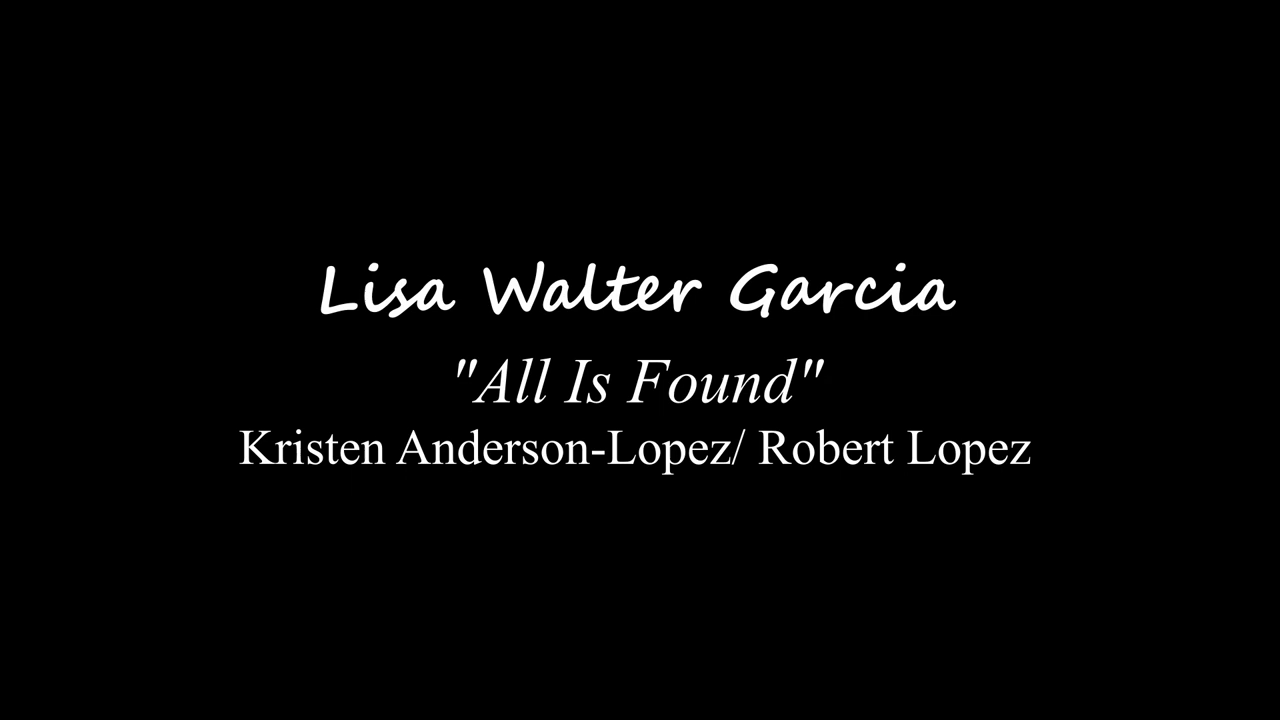 Lisa Walter Garcia
"All Is Found"
Kristen Anderson-Lopez/ Robert Lopez